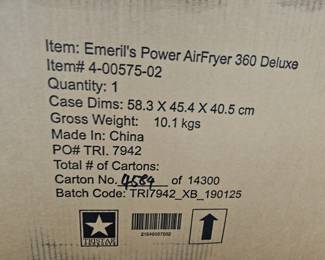 Item: Emeril's Power AirFryer 360 Deluxe
Item# 4-00575-02
Quantity: 1
Case Dims: 58.3 X 45.4 X 40.5 cm
Gross Weight: 10.1 kgs
Made In: China
PO# TRI. 7942
Total # of Cartons:
Carton No. 4589 of 14300
Batch Code: TRI7942_XB_190125
TRISTAR